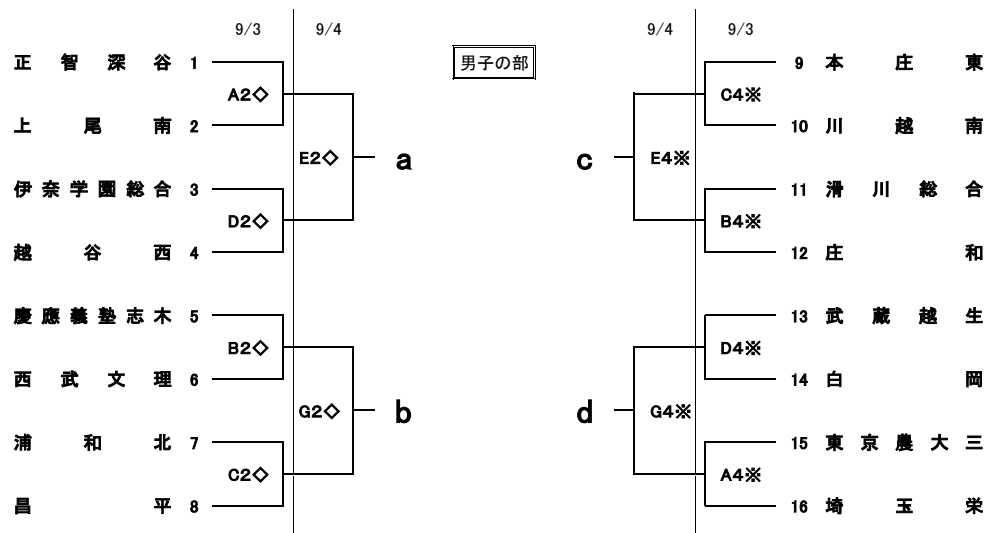 9/3 9/4 9/4 9/3
男子の部
正智深谷 1 9 本庄東
A2◇ C4※
上尾南 2 10 川越南
E2◇ a c E4※
伊奈学園総合 3 11 滑川総合
D2◇ B4※
越谷西 4 12 庄和
慶應義塾志木 5 13 武蔵越生
B2◇ D4※
西武文理 6 14 白岡
G2◇ b d G4※
浦和北 7 15 東京農大三
C2◇ A4※
昌平 8 16 埼玉栄